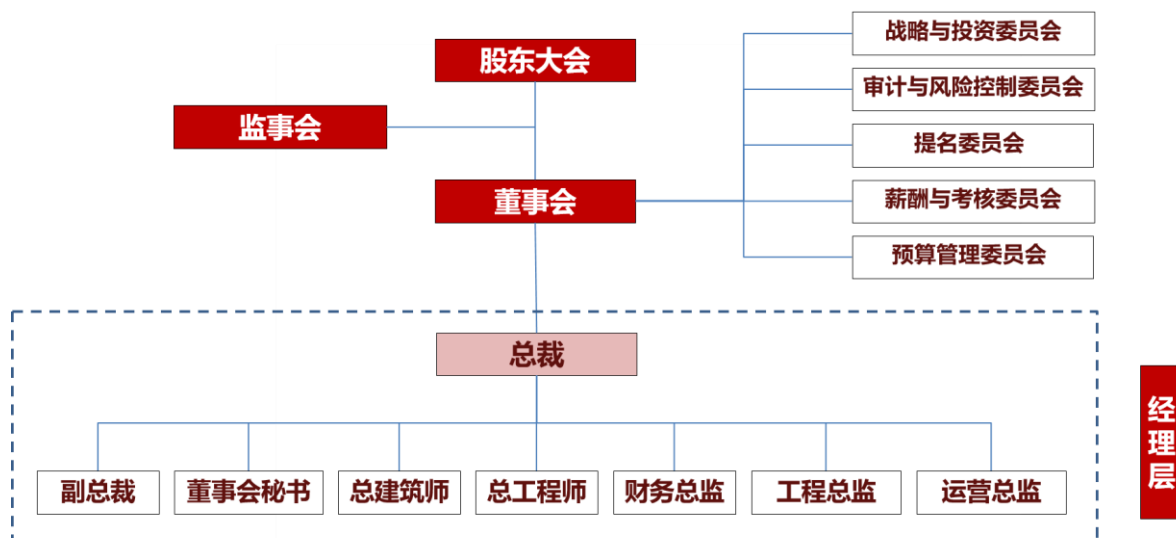 战略与投资委员会
股东大会
审计与风险控制委员会
监事会
提名委员会
董事会
薪酬与考核委员会
预算管理委员会
总裁
经理层
副总裁
董事会秘书
总建筑师
总工程师
财务总监
工程总监
运营总监